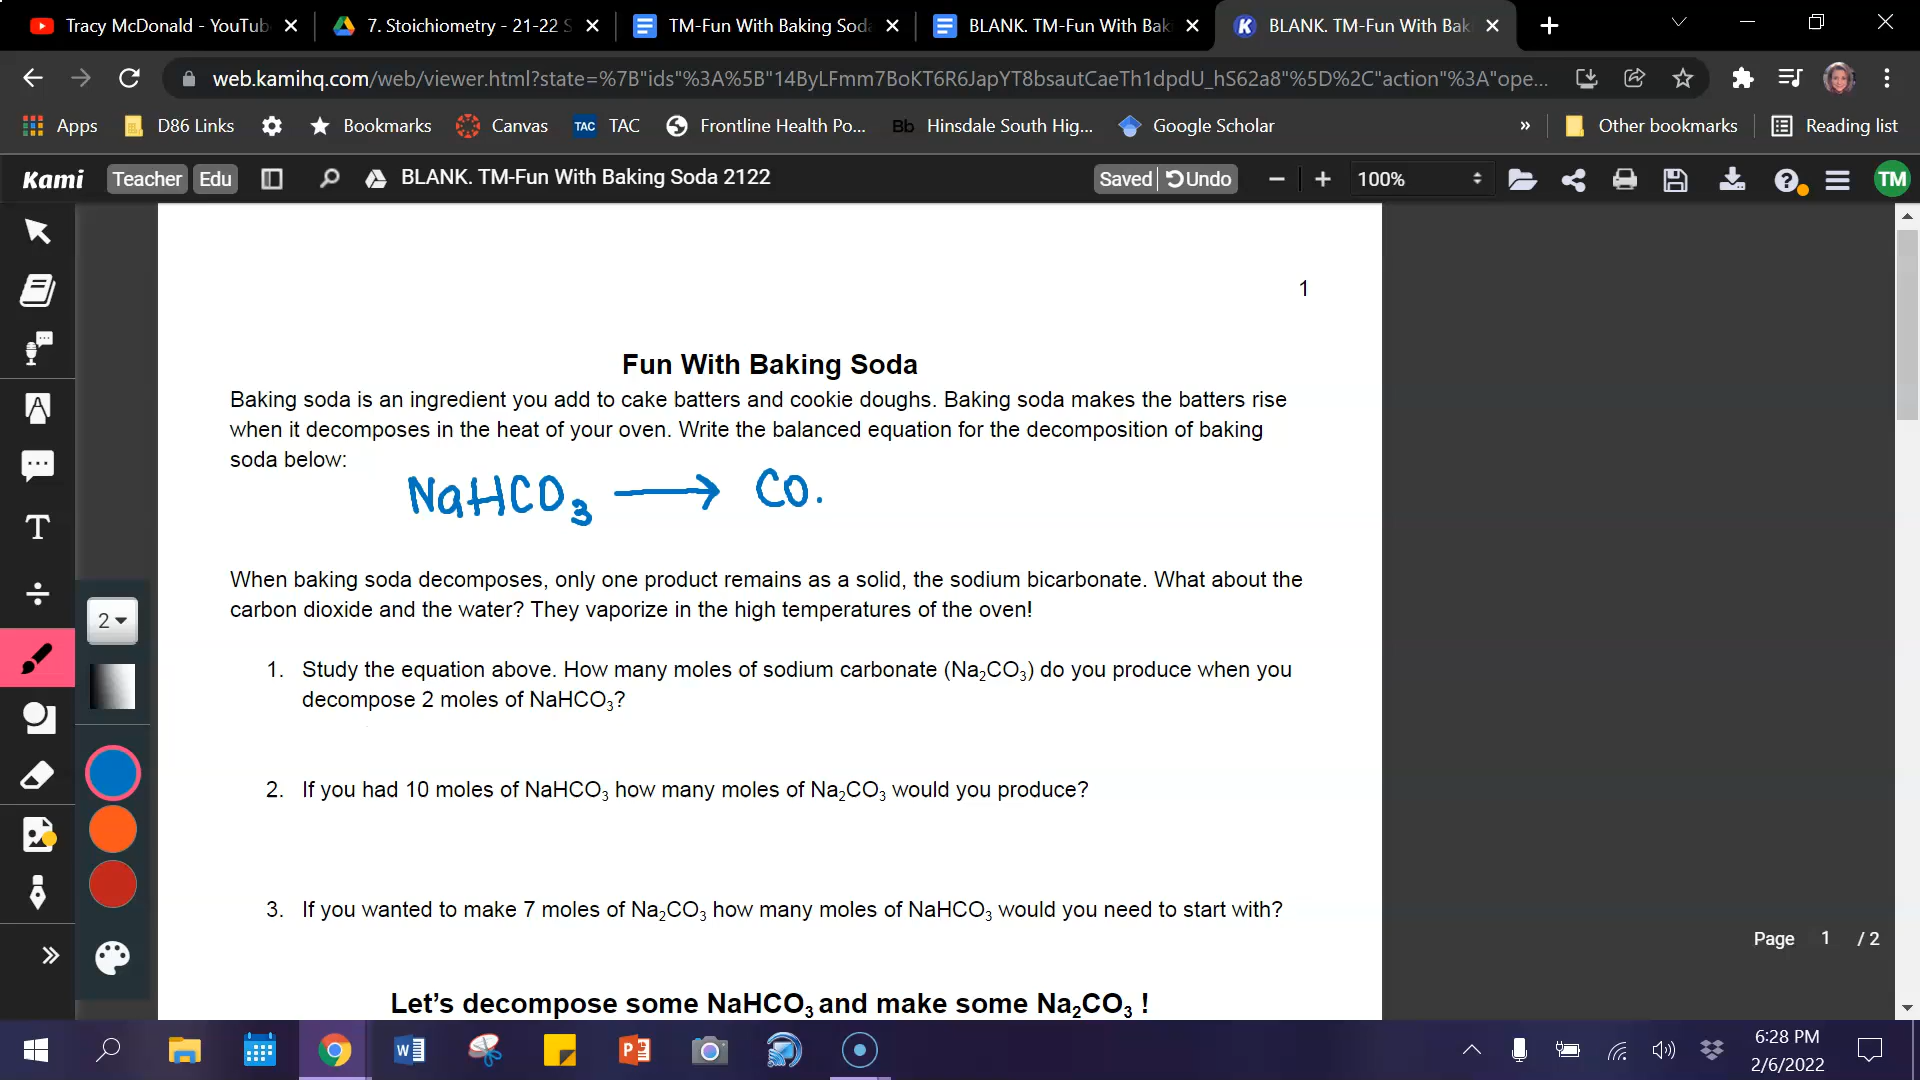 Tracy McDonald - YouTub
7. Stoichiometry - 21-22 S
TM-Fun With Baking Soda
BLANK. TM-Fun With Bak
BLANK. TM-Fun With Bak
web.kamihq.com/web/viewer.html?state=%7B"ids"%3A%5B"14ByLFmm7BoKT6R6JapYT8bsautCaeTh1dpdU_hS62a8"%5D%2C"action"%3A"ope...
Apps D86 Links Bookmarks Canvas TAC TAC Frontline Health Po... Bb Hinsdale South Hig... Google Scholar » Other bookmarks Reading list
Kami Teacher Edu BLANK. TM-Fun With Baking Soda 2122 Saved Undo 100% TM
1
Fun With Baking Soda
Baking soda is an ingredient you add to cake batters and cookie doughs. Baking soda makes the batters rise
when it decomposes in the heat of your oven. Write the balanced equation for the decomposition of baking
soda below:
NaHCO₃ → CO.
When baking soda decomposes, only one product remains as a solid, the sodium bicarbonate. What about the
carbon dioxide and the water? They vaporize in the high temperatures of the oven!
1. Study the equation above. How many moles of sodium carbonate (Na₂CO₃) do you produce when you
decompose 2 moles of NaHCO₃?
2. If you had 10 moles of NaHCO₃ how many moles of Na₂CO₃ would you produce?
3. If you wanted to make 7 moles of Na₂CO₃ how many moles of NaHCO₃ would you need to start with?
Let's decompose some NaHCO₃ and make some Na₂CO₃ !
2
Page 1 / 2
6:28 PM
2/6/2022